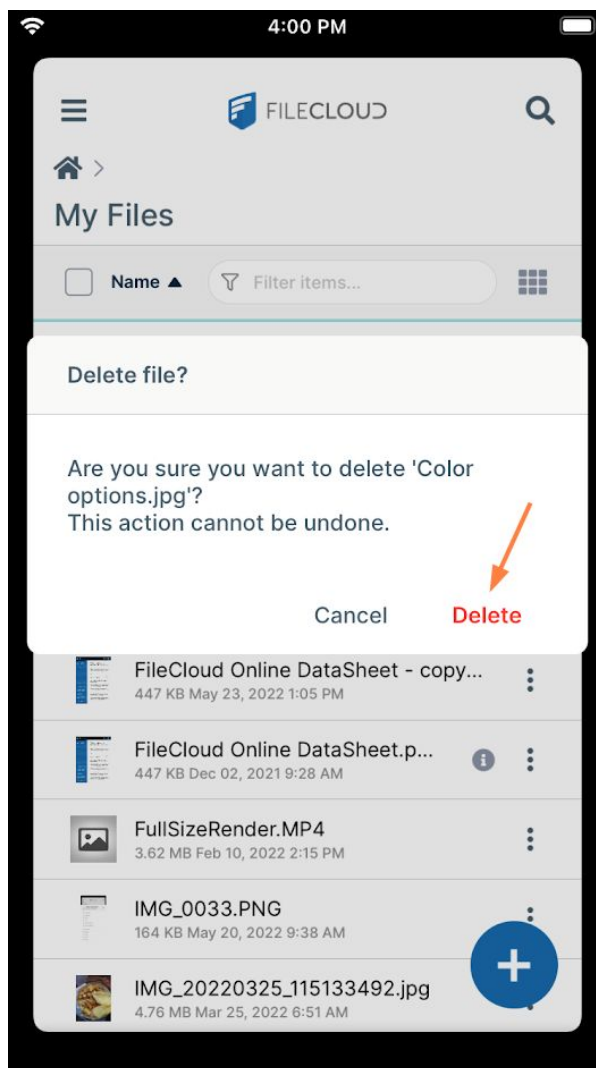 4:00 PM
FILECLOUD
My Files
Name ▲
Filter items...
Delete file?
Are you sure you want to delete 'Color
options.jpg'?
This action cannot be undone.
Cancel
Delete
FileCloud Online DataSheet - copy...
447 KB May 23, 2022 1:05 PM
FileCloud Online DataSheet.p...
447 KB Dec 02, 2021 9:28 AM
FullSizeRender.MP4
3.62 MB Feb 10, 2022 2:15 PM
IMG_0033.PNG
164 KB May 20, 2022 9:38 AM
IMG_20220325_115133492.jpg
4.76 MB Mar 25, 2022 6:51 AM